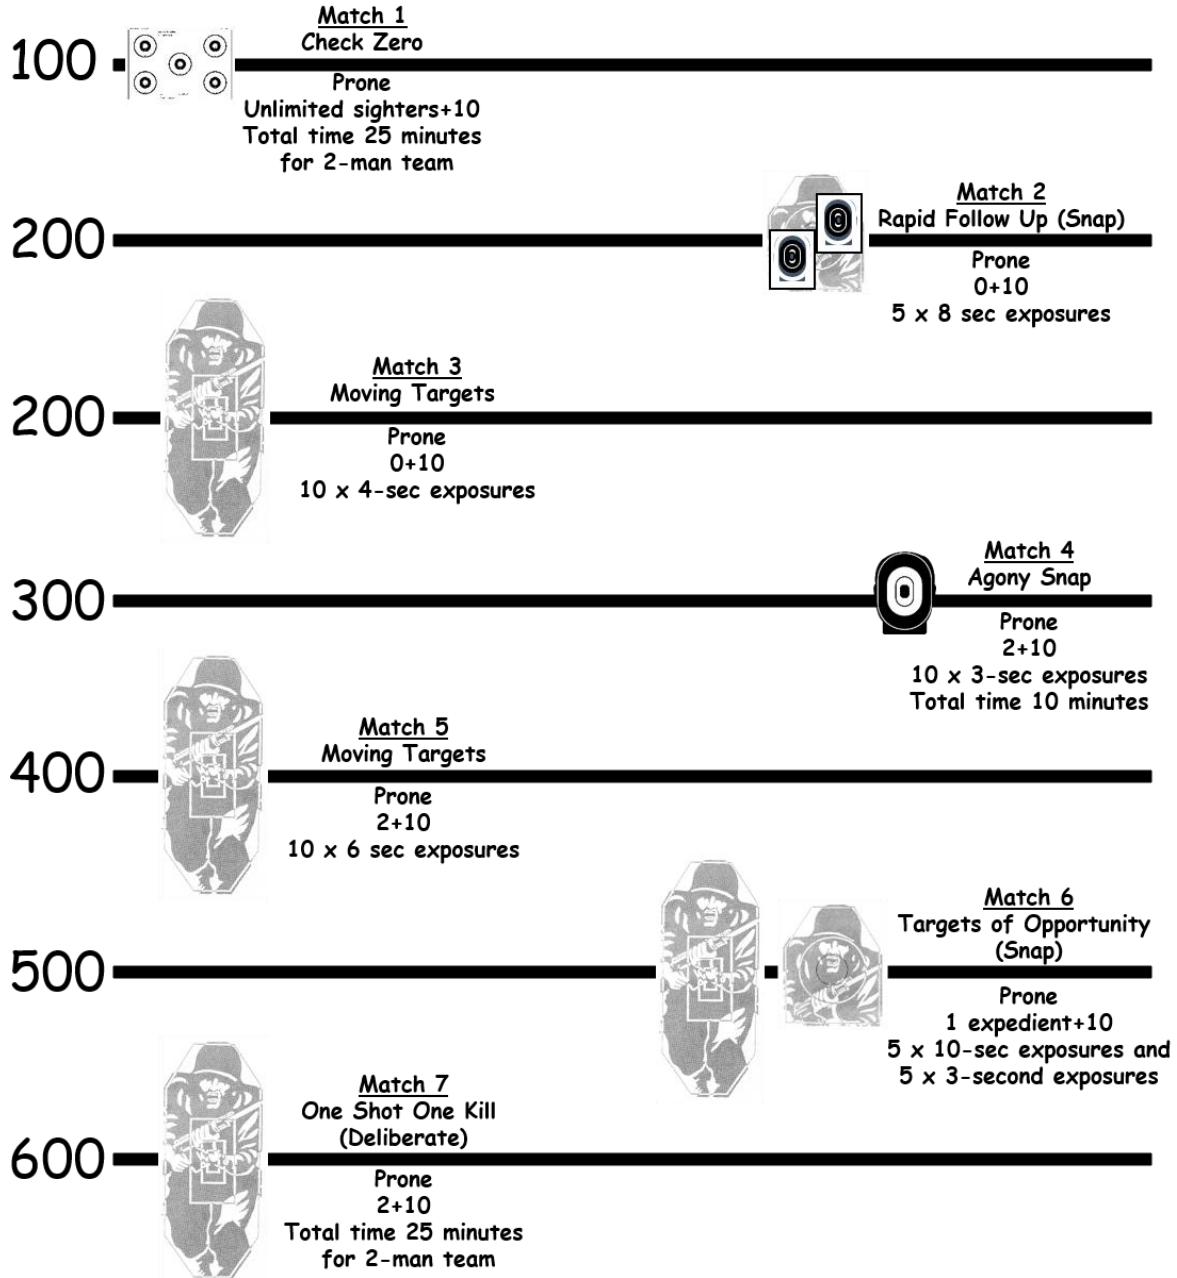 Match 1
Check Zero
100
Prone
Unlimited sighters+10
Total time 25 minutes
for 2-man team
Match 2
Rapid Follow Up (Snap)
200
Prone
0+10
5 x 8 sec exposures
Match 3
Moving Targets
200
Prone
0+10
10 x 4-sec exposures
Match 4
Agony Snap
300
Prone
2+10
10 x 3-sec exposures
Total time 10 minutes
Match 5
Moving Targets
400
Prone
2+10
10 x 6 sec exposures
Match 6
Targets of Opportunity
(Snap)
500
Prone
1 expedient+10
5 x 10-sec exposures and
5 x 3-second exposures
Match 7
One Shot One Kill
(Deliberate)
600
Prone
2+10
Total time 25 minutes
for 2-man team